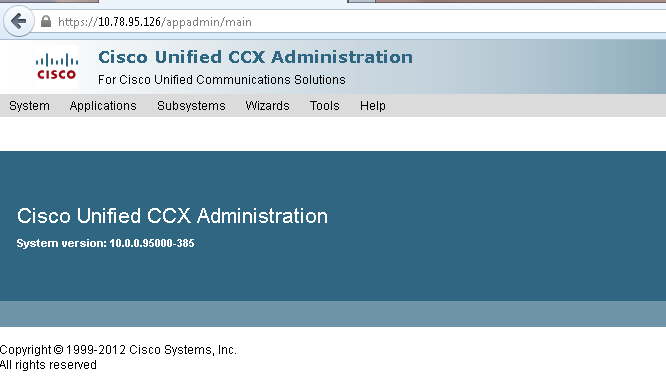 https://10.78.95.126/appadmin/main
CISCO
Cisco Unified CCX Administration
For Cisco Unified Communications Solutions
System Applications Subsystems Wizards Tools Help
Cisco Unified CCX Administration
System version: 10.0.0.95000-385
Copyright © 1999-2012 Cisco Systems, Inc.
All rights reserved